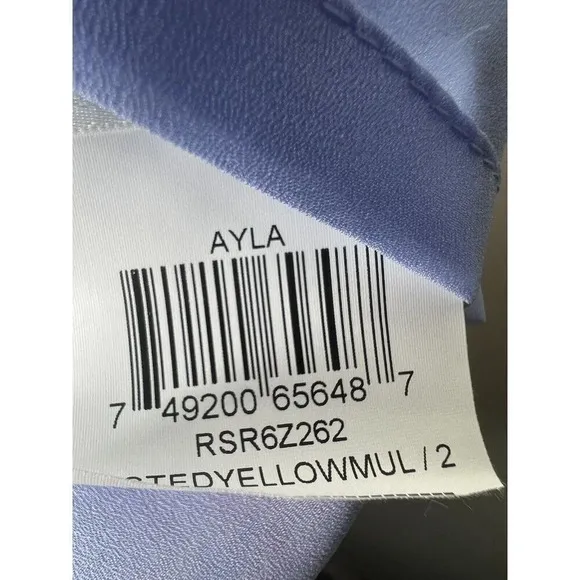 AYLA
7 49200 65648 7
RSR6Z262
STEDYELLOWMUL / 2